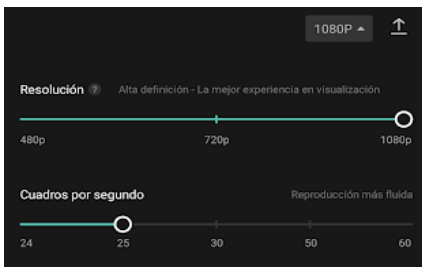 1080P
Resolución ? Alta definición - La mejor experiencia en visualización
480p 720p 1080p
Cuadros por segundo Reproducción más fluida
24 25 30 50 60